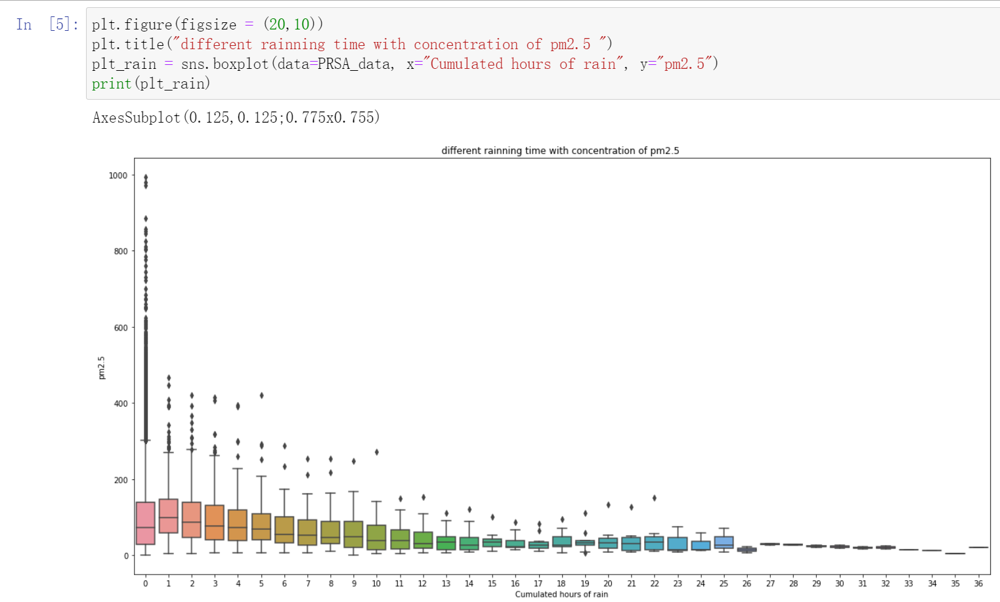 In [5]: plt.figure(figsize = (20,10))
plt.title("different rainning time with concentration of pm2.5 ")
plt_rain = sns.boxplot(data=PRSA_data, x="Cumulated hours of rain", y="pm2.5")
print(plt_rain)
AxesSubplot(0.125,0.125;0.775x0.755)
different rainning time with concentration of pm2.5
1000
800
600
400
200
0
pm2.5
0 1 2 3 4 5 6 7 8 9 10 11 12 13 14 15 16 17 18 19 20 21 22 23 24 25 26 27 28 29 30 31 32 33 34 35 36
Cumulated hours of rain